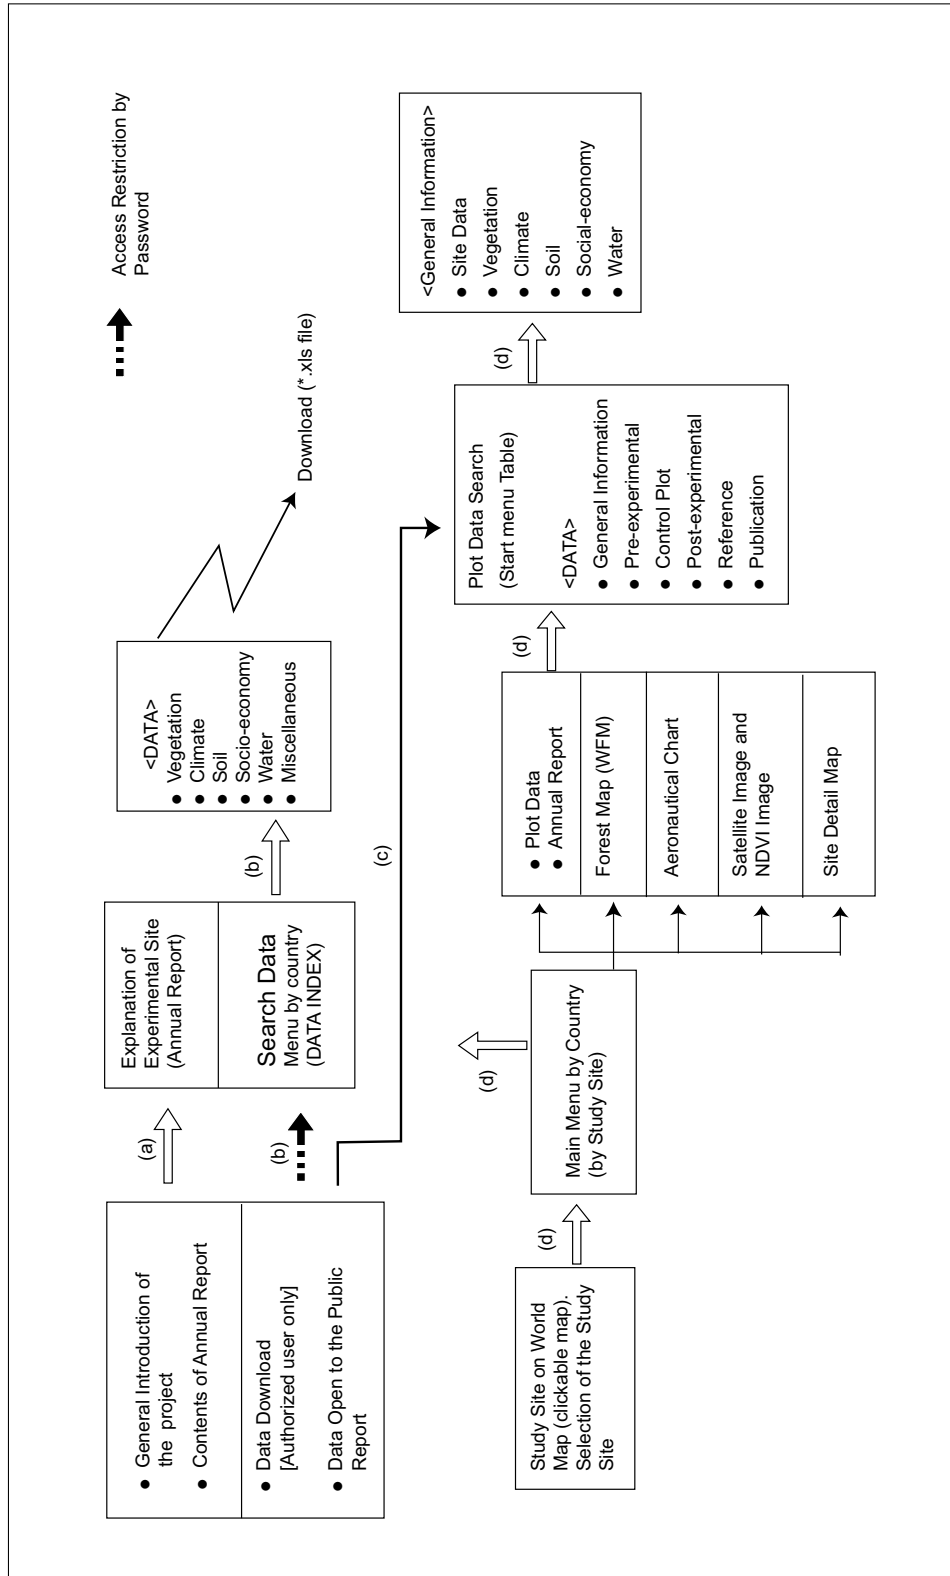 ● General Introduction of
the project
● Contents of Annual Report
● Data Download
[Authorized user only]
● Data Open to the Public
Report
(a)
(b)
Explanation of
Experimental Site
(Annual Report)
Search Data
Menu by country
(DATA INDEX)
(b)
<DATA>
● Vegetation
● Climate
● Soil
● Socio-economy
● Water
● Miscellaneous
Download (*.xls file)
Access Restriction by
Password
(c)
Study Site on World
Map (clickable map).
Selection of the Study
Site
(d)
Main Menu by Country
(by Study Site)
(d)
● Plot Data
● Annual Report
Forest Map (WFM)
Aeronautical Chart
Satellite Image and
NDVI Image
Site Detail Map
(d)
Plot Data Search
(Start menu Table)
<DATA>
● General Information
● Pre-experimental
● Control Plot
● Post-experimental
● Reference
● Publication
(d)
<General Information>
● Site Data
● Vegetation
● Climate
● Soil
● Social-economy
● Water